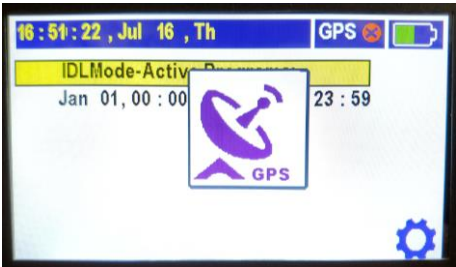 16:51:22 ,Jul 16 ,Th GPS
IDLMode-Active
Jan 01,00:00 23:59
GPS